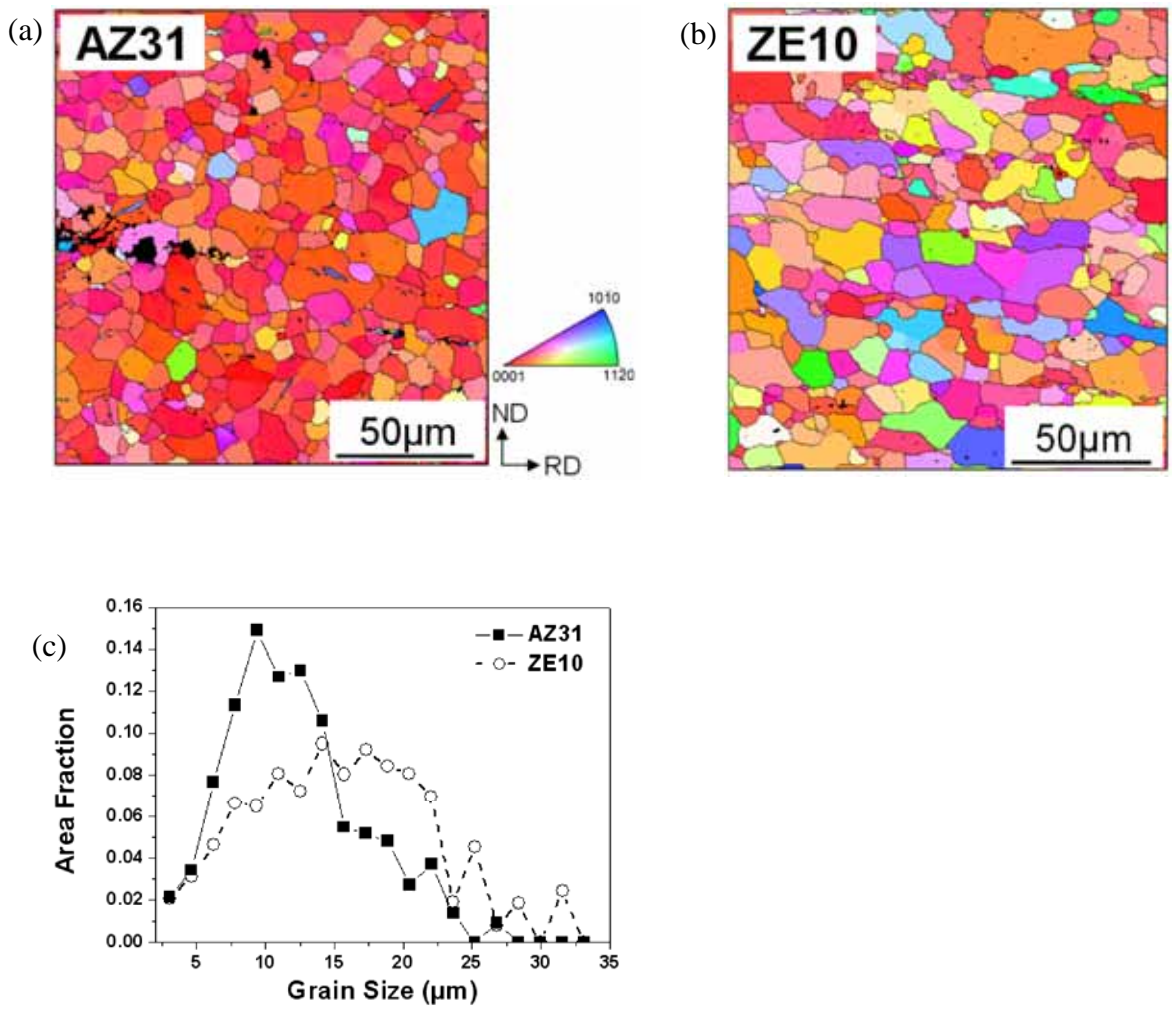 (a)
AZ31
50µm
1010
0001
1120
ND
RD
(b)
ZE10
50µm
(c)
0.16
0.14
0.12
0.10
0.08
0.06
0.04
0.02
0.00
Area Fraction
AZ31
ZE10
5 10 15 20 25 30 35
Grain Size (µm)